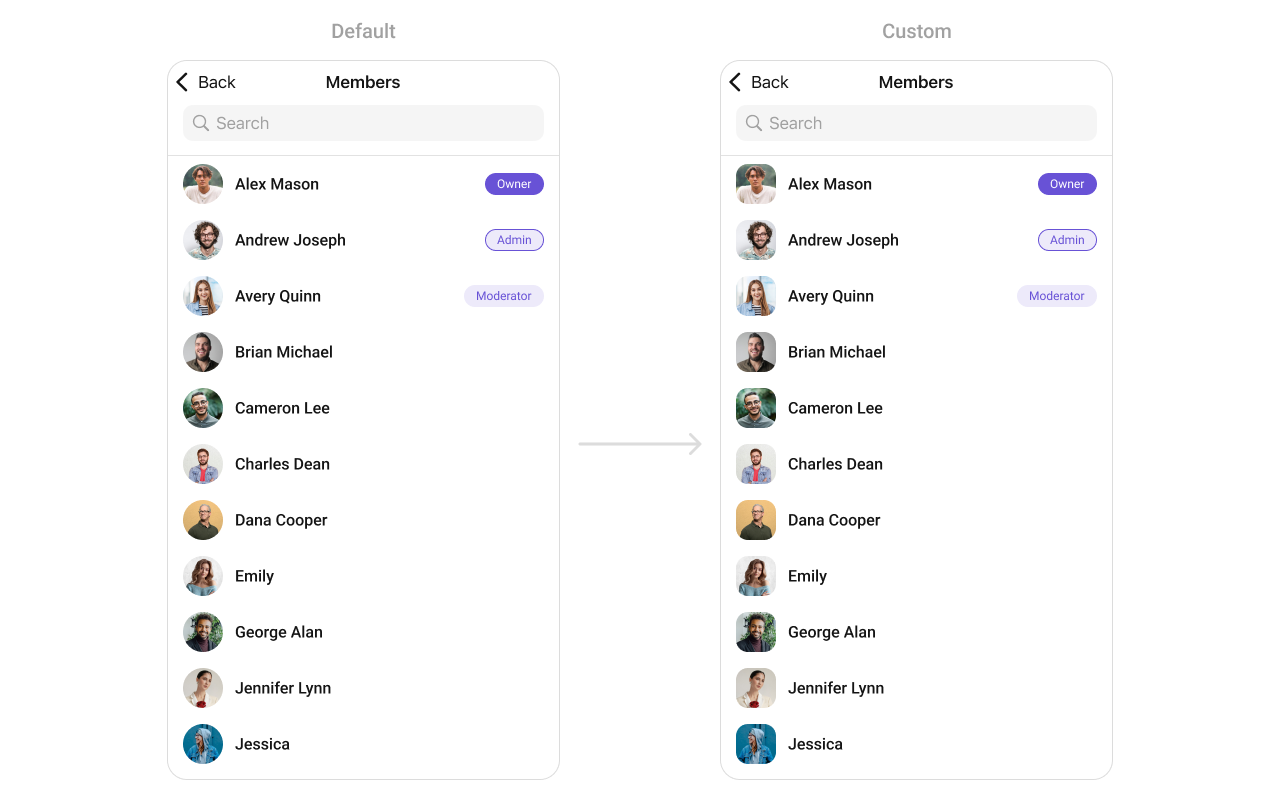 Default
Back
Members
Search
Alex Mason
Owner
Andrew Joseph
Admin
Avery Quinn
Moderator
Brian Michael
Cameron Lee
Charles Dean
Dana Cooper
Emily
George Alan
Jennifer Lynn
Jessica
Custom
Back
Members
Search
Alex Mason
Owner
Andrew Joseph
Admin
Avery Quinn
Moderator
Brian Michael
Cameron Lee
Charles Dean
Dana Cooper
Emily
George Alan
Jennifer Lynn
Jessica